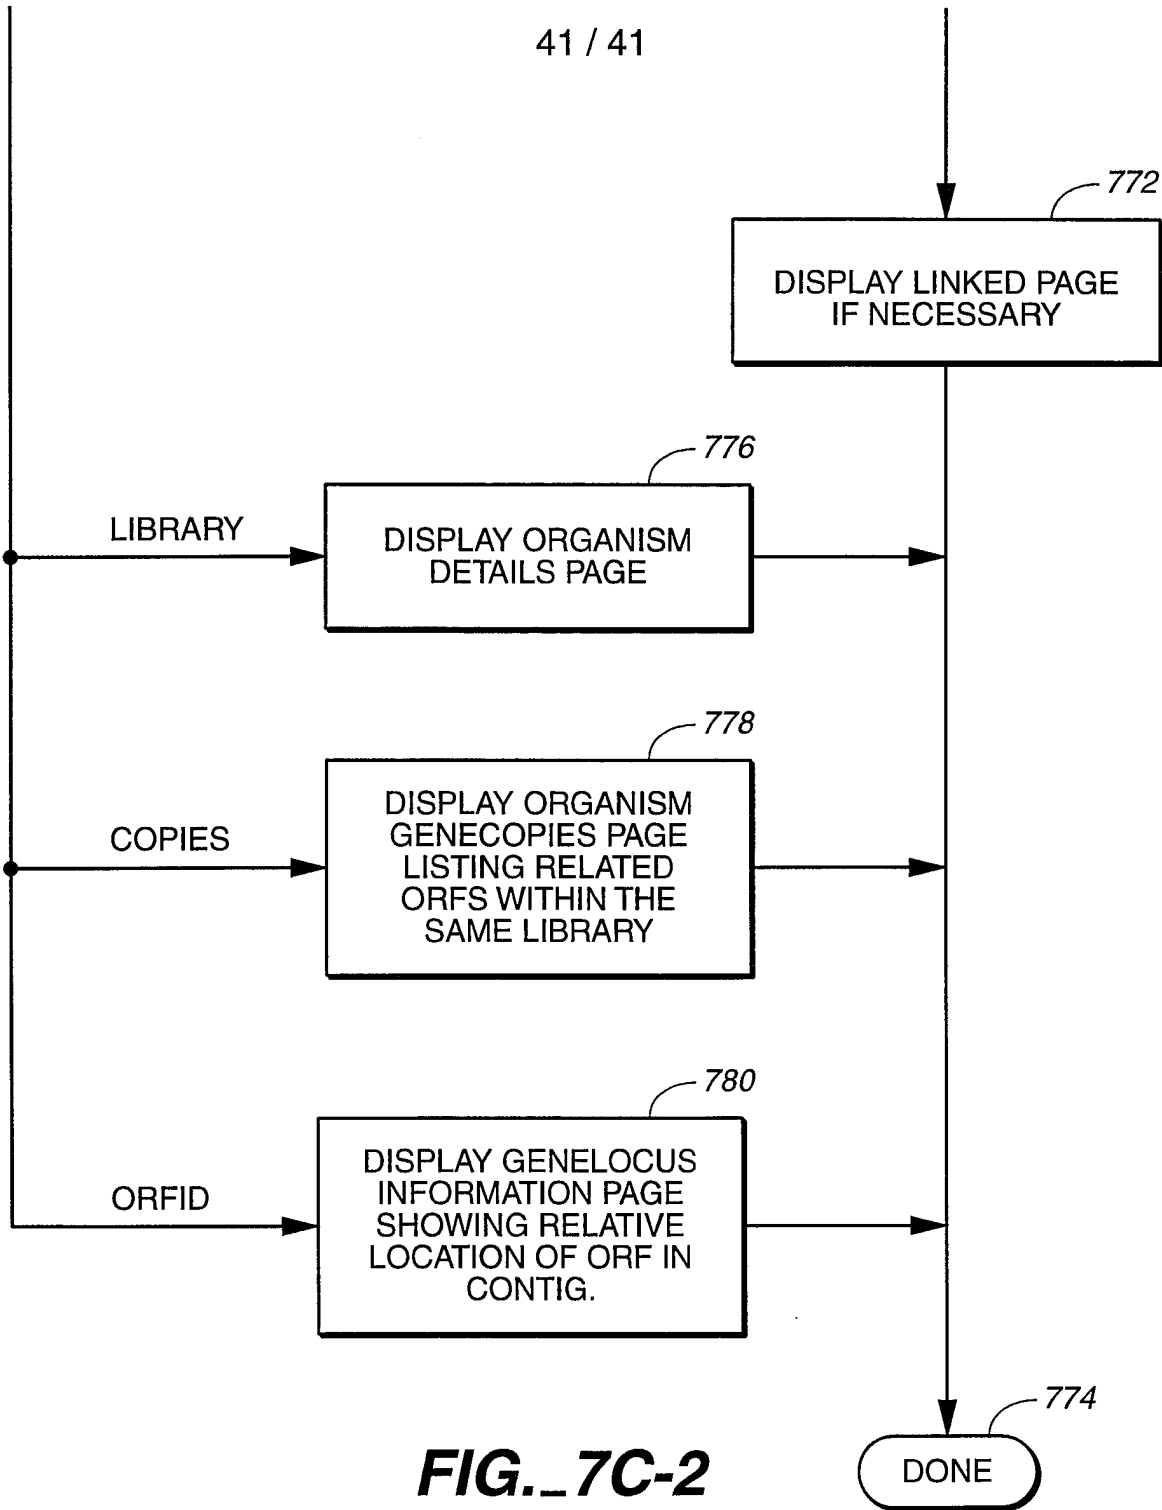 41 / 41
772
DISPLAY LINKED PAGE
IF NECESSARY
776
LIBRARY
DISPLAY ORGANISM
DETAILS PAGE
778
COPIES
DISPLAY ORGANISM
GENECOPIES PAGE
LISTING RELATED
ORFS WITHIN THE
SAME LIBRARY
780
ORFID
DISPLAY GENELOCUS
INFORMATION PAGE
SHOWING RELATIVE
LOCATION OF ORF IN
CONTIG.
774
DONE
FIG._7C-2